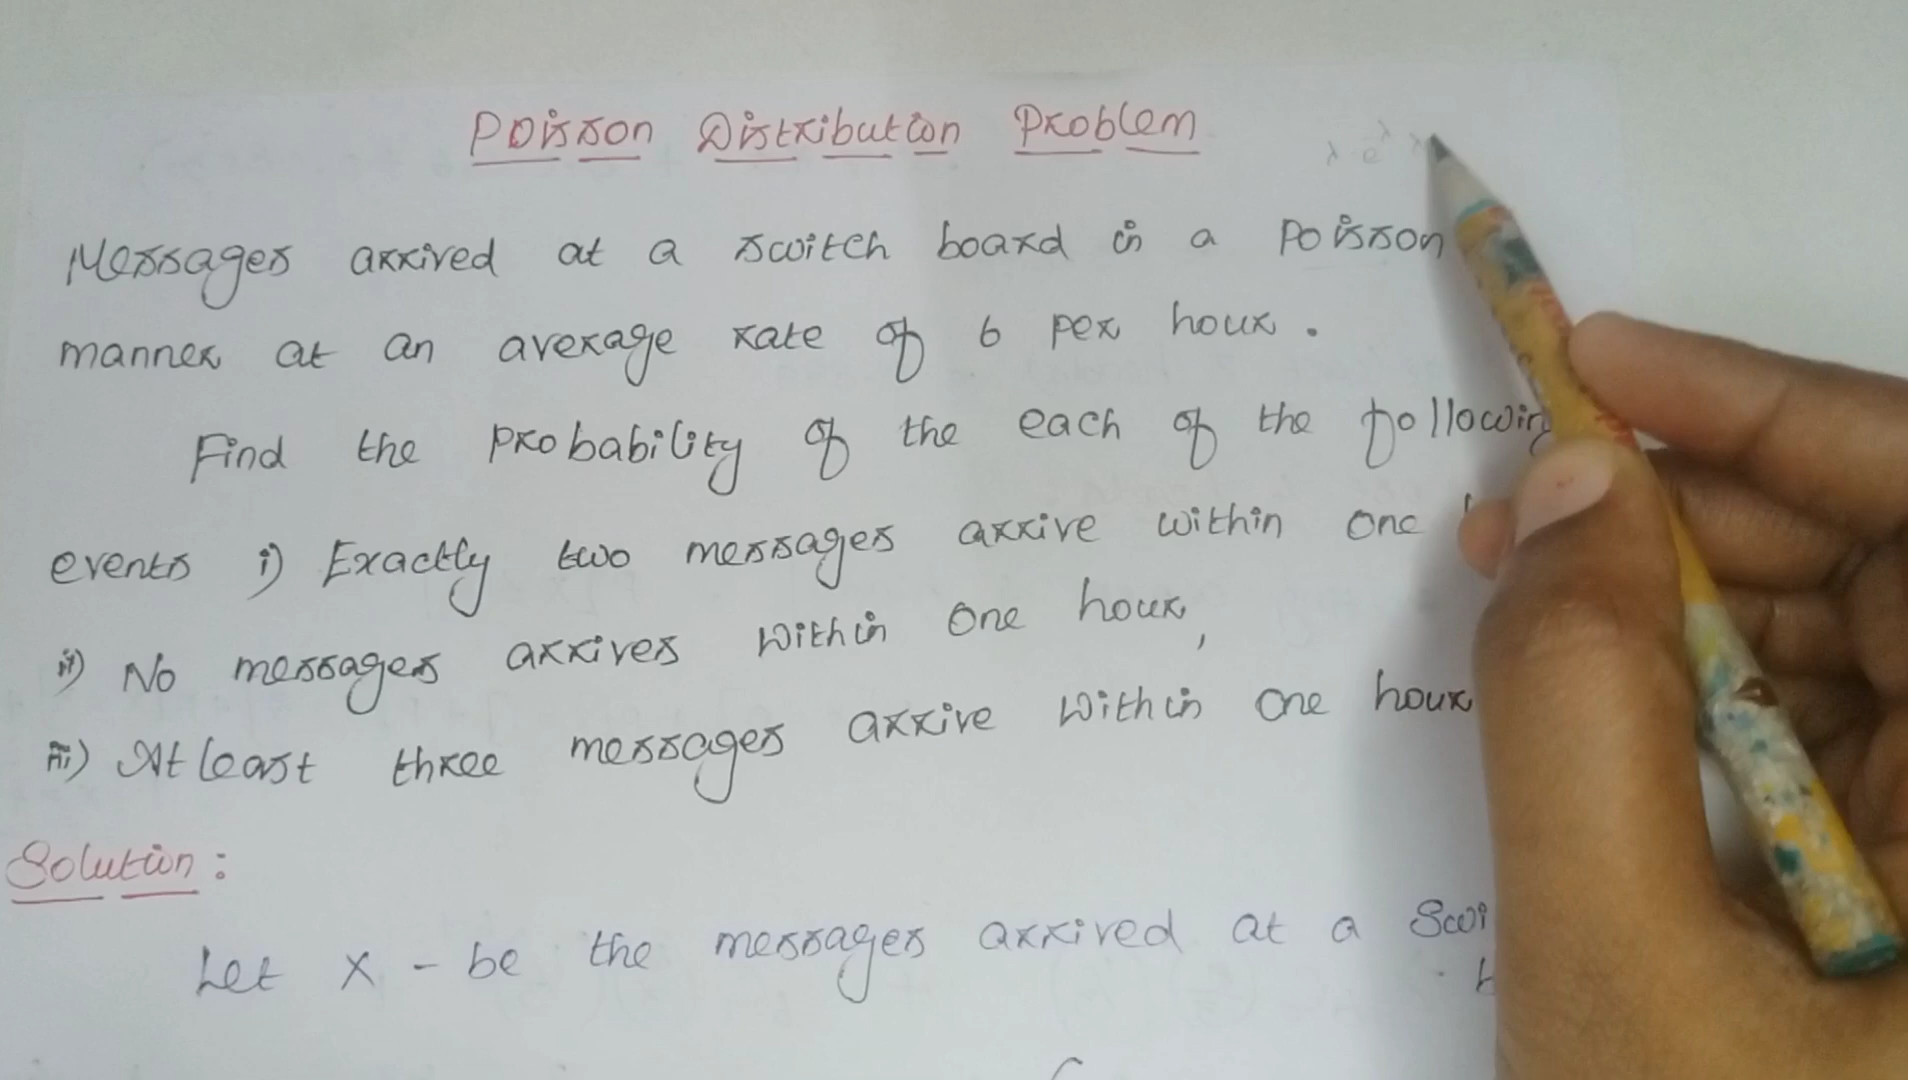 Poisson Distribution Problem
Messages arrived at a switch board in a Poisson
manner at an average rate of 6 per hour.
Find the Probability of the each of the following
events i) Exactly two messages arrive within one
ii) No messages arrives within one hour,
iii) At least three messages arrive within one hour
Solution:
Let X - be the messages arrived at a